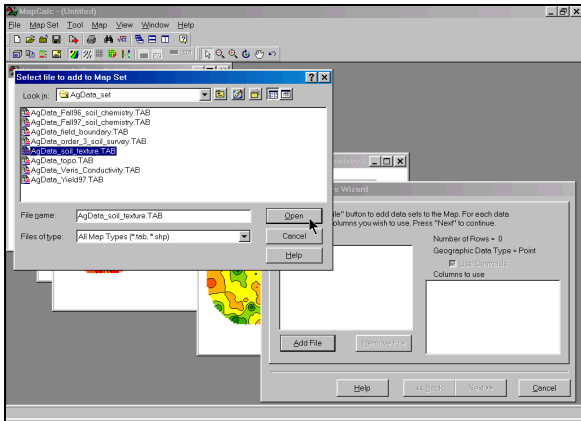 MapCalc - (Untitled)
File Map Set Tool Map View Window Help
Select file to add to Map Set
Look in: AgData_set
AgData_Fall96_soil_chemistry.TAB
AgData_Fall97_soil_chemistry.TAB
AgData_field_boundary.TAB
AgData_order_3_soil_survey.TAB
AgData_soil_texture.TAB
AgData_topo.TAB
AgData_Veris_Conductivity.TAB
AgData_Yield97.TAB
File name: AgData_soil_texture.TAB Open
Files of type: All Map Types (*.tab, *.shp) Cancel
Help
Wizard
file" button to add data sets to the Map. For each data
columns you wish to use. Press "Next" to continue.
Number of Rows = 0
Geographic Data Type = Point
Use Centroids
Columns to use
Add File Remove File
Help << Back Next >> Cancel